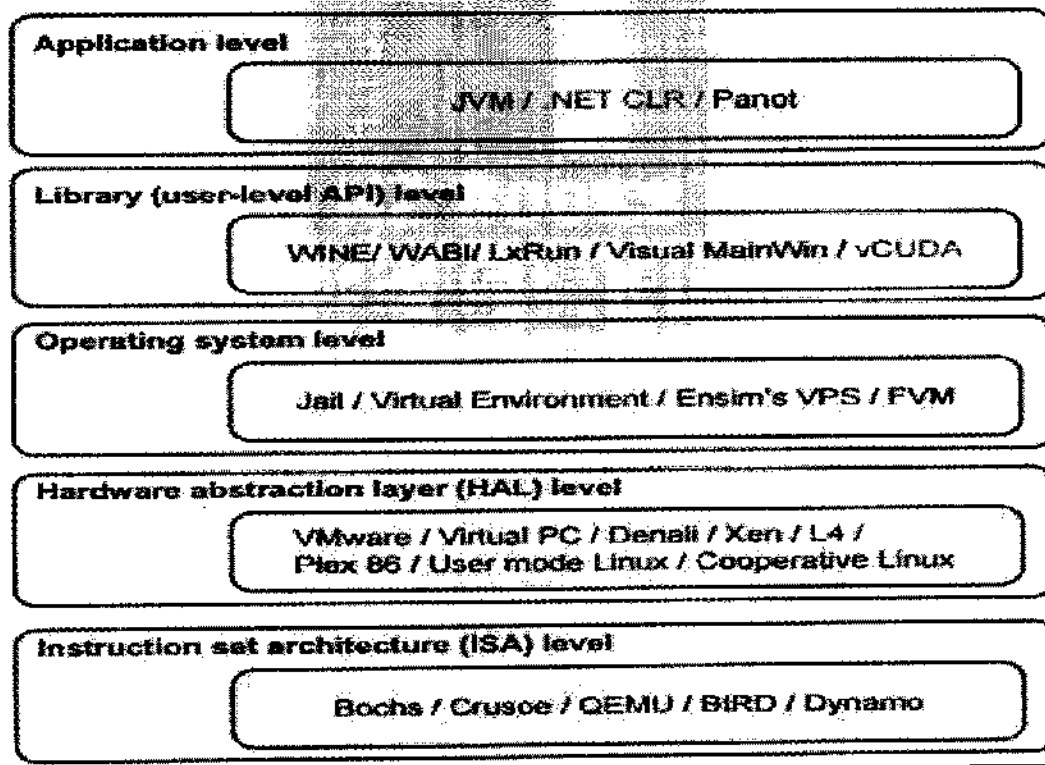 Application level
JVM / .NET CLR / Panot
Library (user-level API) level
WINE/ WABI/ LxRun / Visual MainWin / vCUDA
Operating system level
Jail / Virtual Environment / Ensim's VPS / FVM
Hardware abstraction layer (HAL) level
VMware / Virtual PC / Denali / Xen / L4 /
Plex 86 / User mode Linux / Cooperative Linux
Instruction set architecture (ISA) level
Bochs / Crusoe / QEMU / BIRD / Dynamo